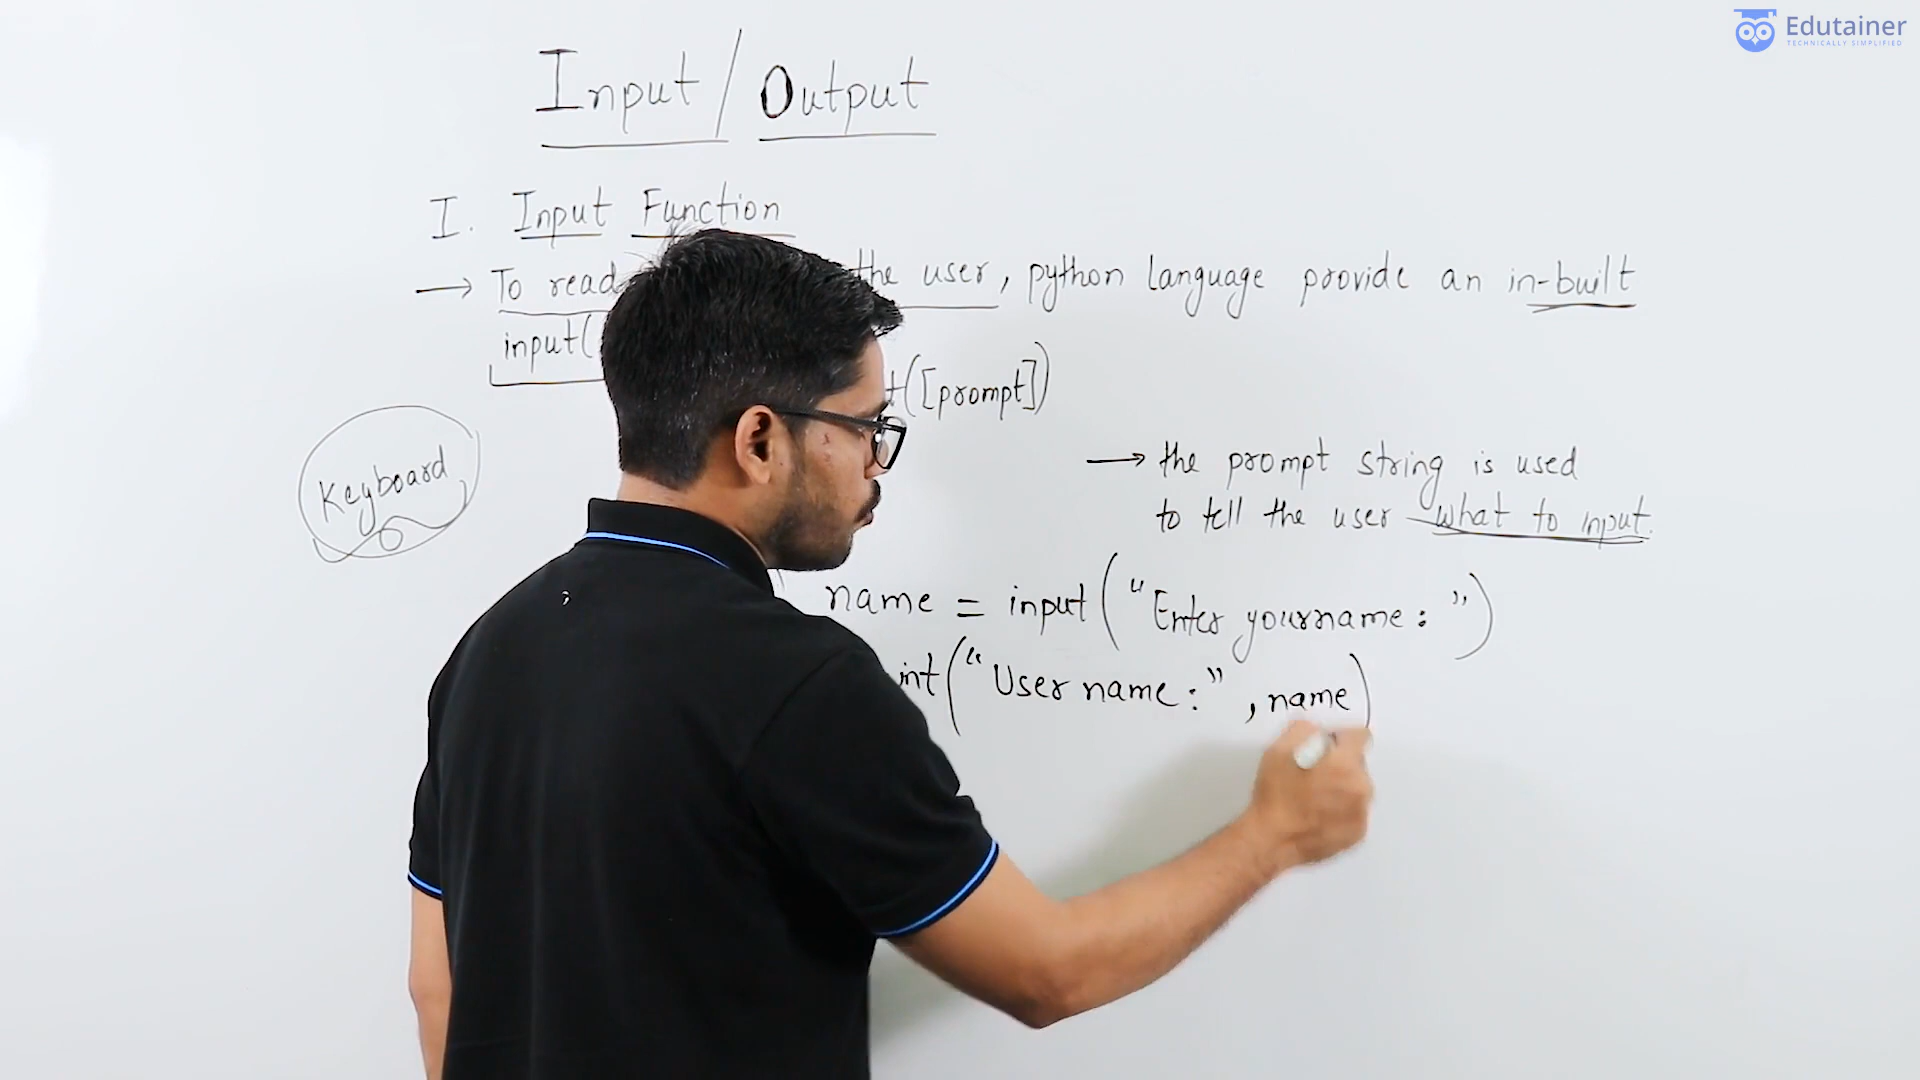 Edutainer
TECHNICALLY SIMPLIFIED
Input / Output
I. Input Function
→ To read the user, python language provide an in-built
input(
t([prompt])
Keyboard
→ the prompt string is used
to tell the user what to input.
name = input("Enter yourname: ")
int("User name:", name)